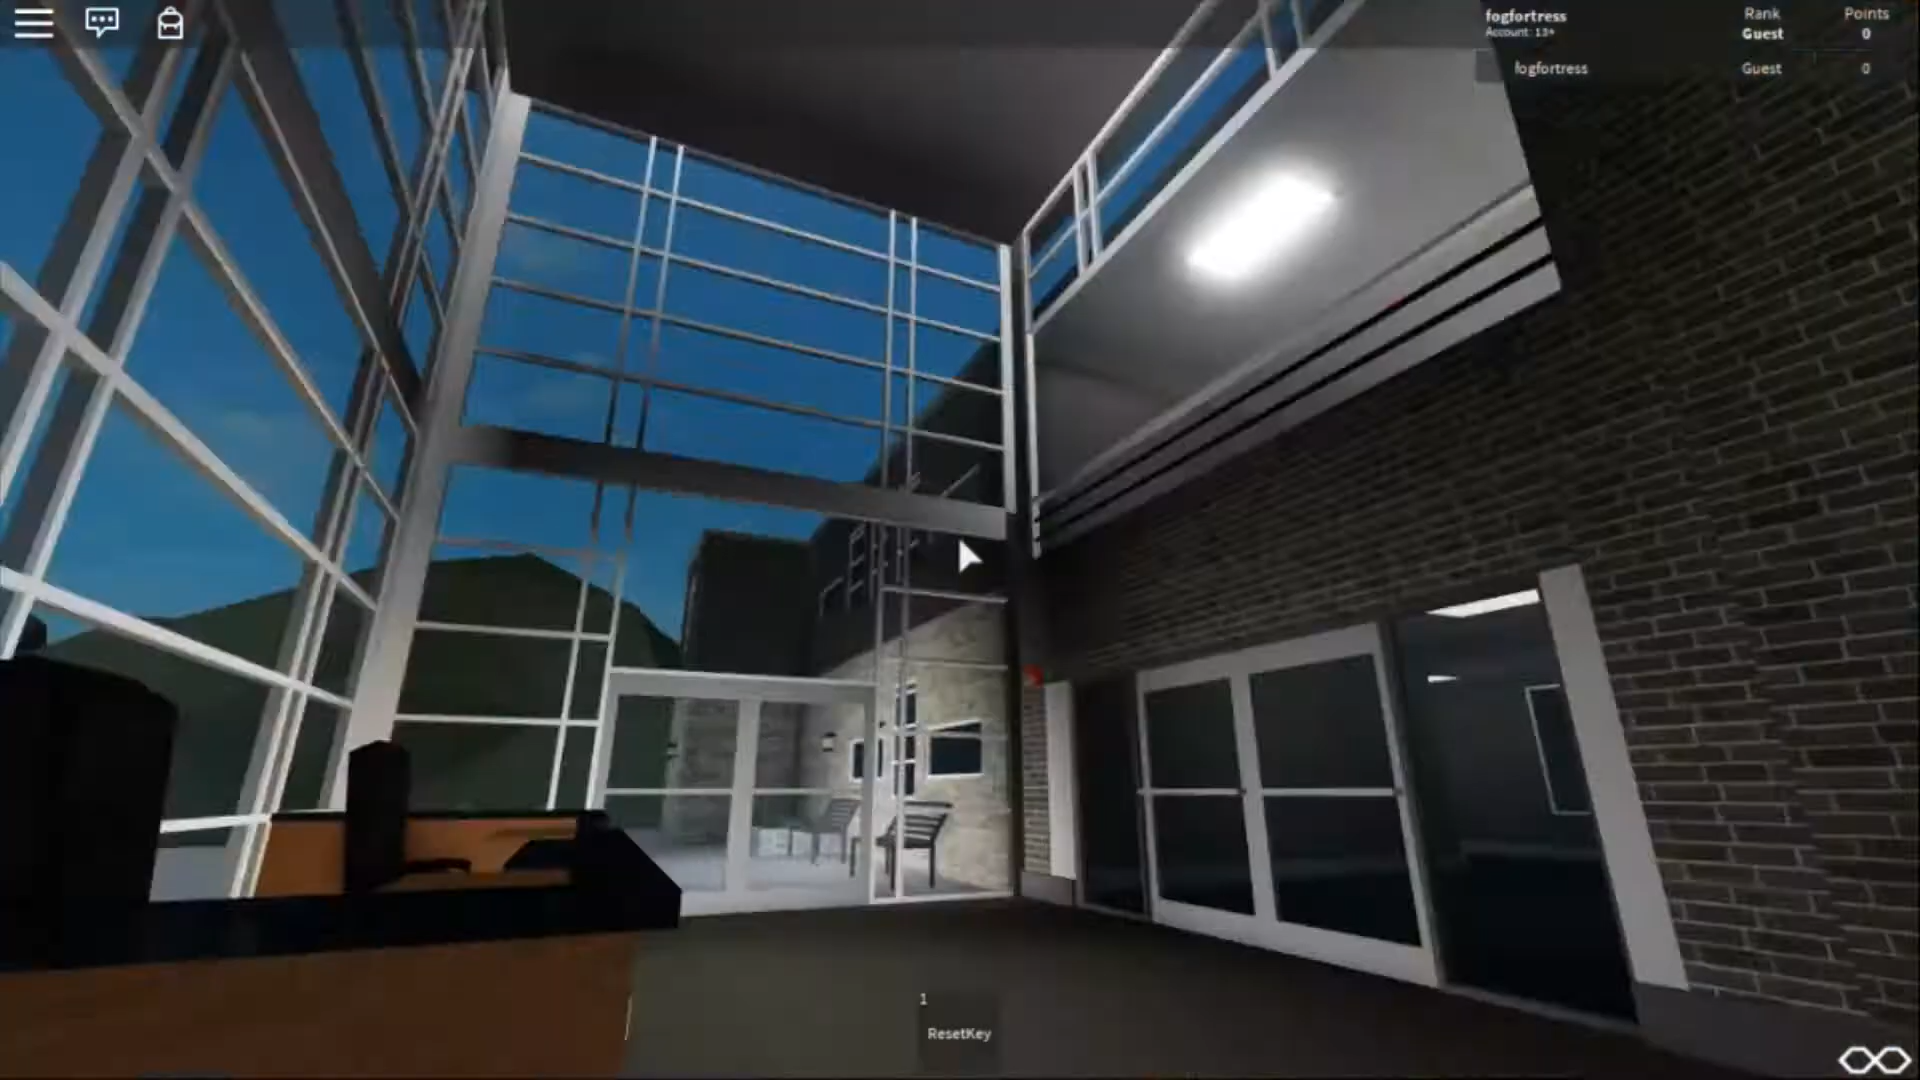 fogfortress
Account: 13+
Rank
Points
Guest
0
fogfortress
Guest
0
1
ResetKey